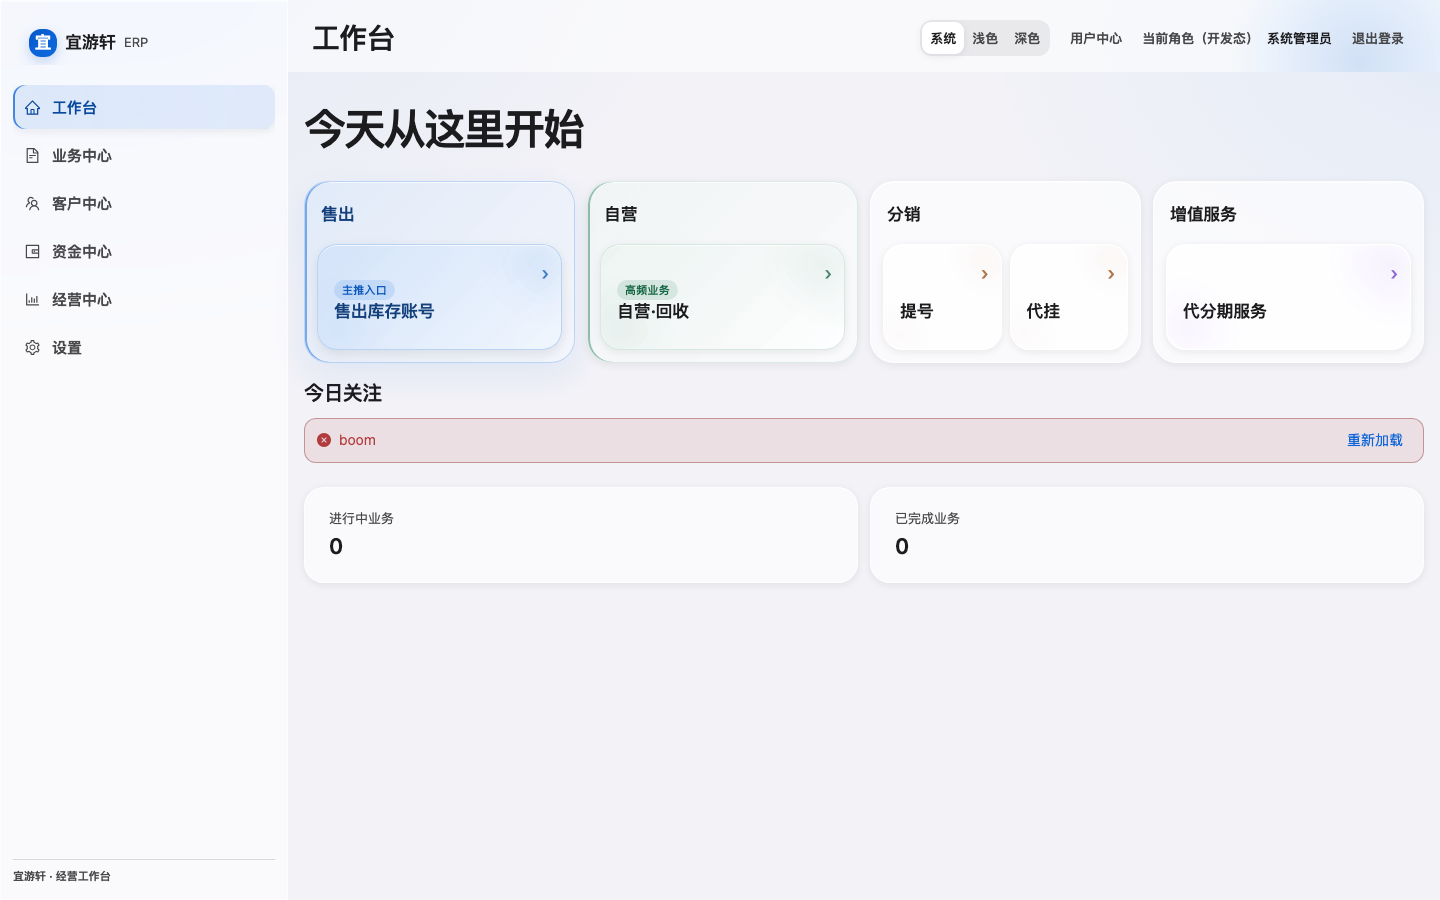 宜 宜游轩 ERP
工作台
业务中心
客户中心
资金中心
经营中心
设置
宜游轩 · 经营工作台
工作台
系统 浅色 深色 用户中心 当前角色（开发态） 系统管理员 退出登录
今天从这里开始
售出
主推入口
售出库存账号
自营
高频业务
自营·回收
分销
提号
代挂
增值服务
代分期服务
今日关注
boom 重新加载
进行中业务
0
已完成业务
0